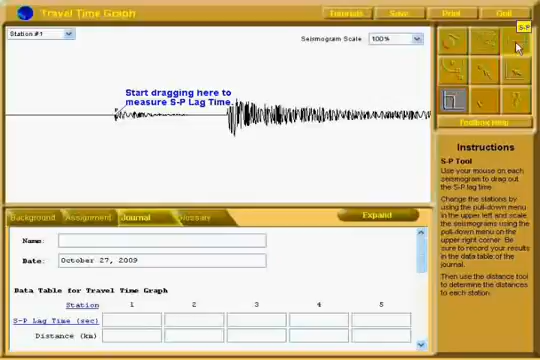 Travel Time Graph
Tutorials
Save
Print
Quit
S-P
Station #1
Seismogram Scale:
100%
Start dragging here to
measure S-P Lag Time.
Toolbox Help
Instructions
S-P Tool
Use your mouse on each
seismogram to drag out
the S-P lag time.
Change the stations by
using the pull-down menu
in the upper left and scale
the seismograms using the
pull-down menu on the
upper right corner. Be
sure to record your results
in the data table of the
journal.
Then use the distance tool
to determine the distances
to each station.
Background
Assignment
Journal
Glossary
Expand
Name:
Date:
October 27, 2009
Data Table for Travel Time Graph
Station 1 2 3 4 5
S-P Lag Time (sec)
Distance (km)